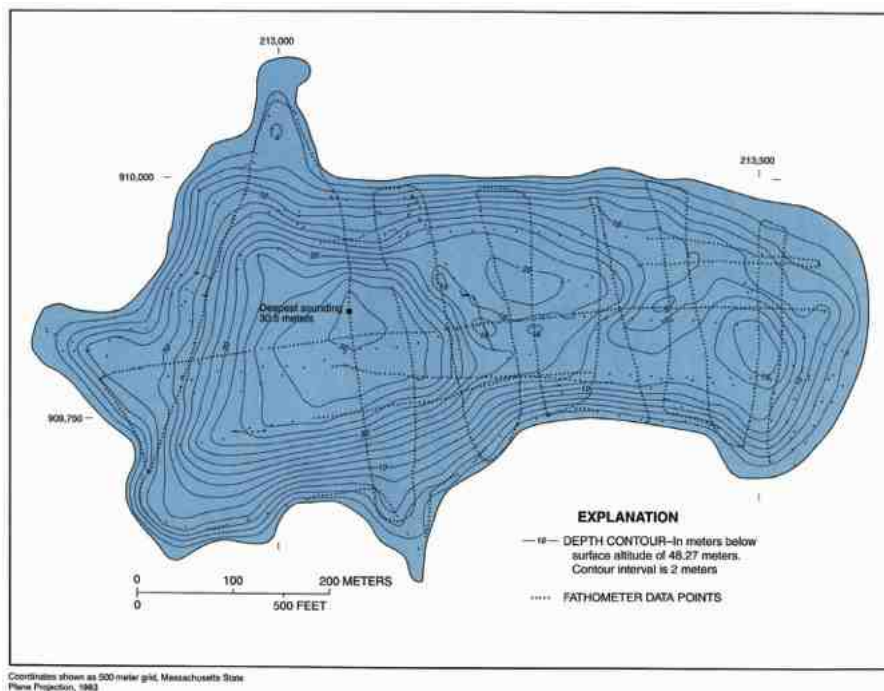 213,000
910,000
213,500
Deepest sounding
30.5 meters
909,750
EXPLANATION
—10— DEPTH CONTOUR–In meters below
surface altitude of 48.27 meters.
Contour interval is 2 meters
FATHOMETER DATA POINTS
0 100 200 METERS
0 500 FEET
Coordinates shown as 500-meter grid, Massachusetts State
Plane Projection, 1983